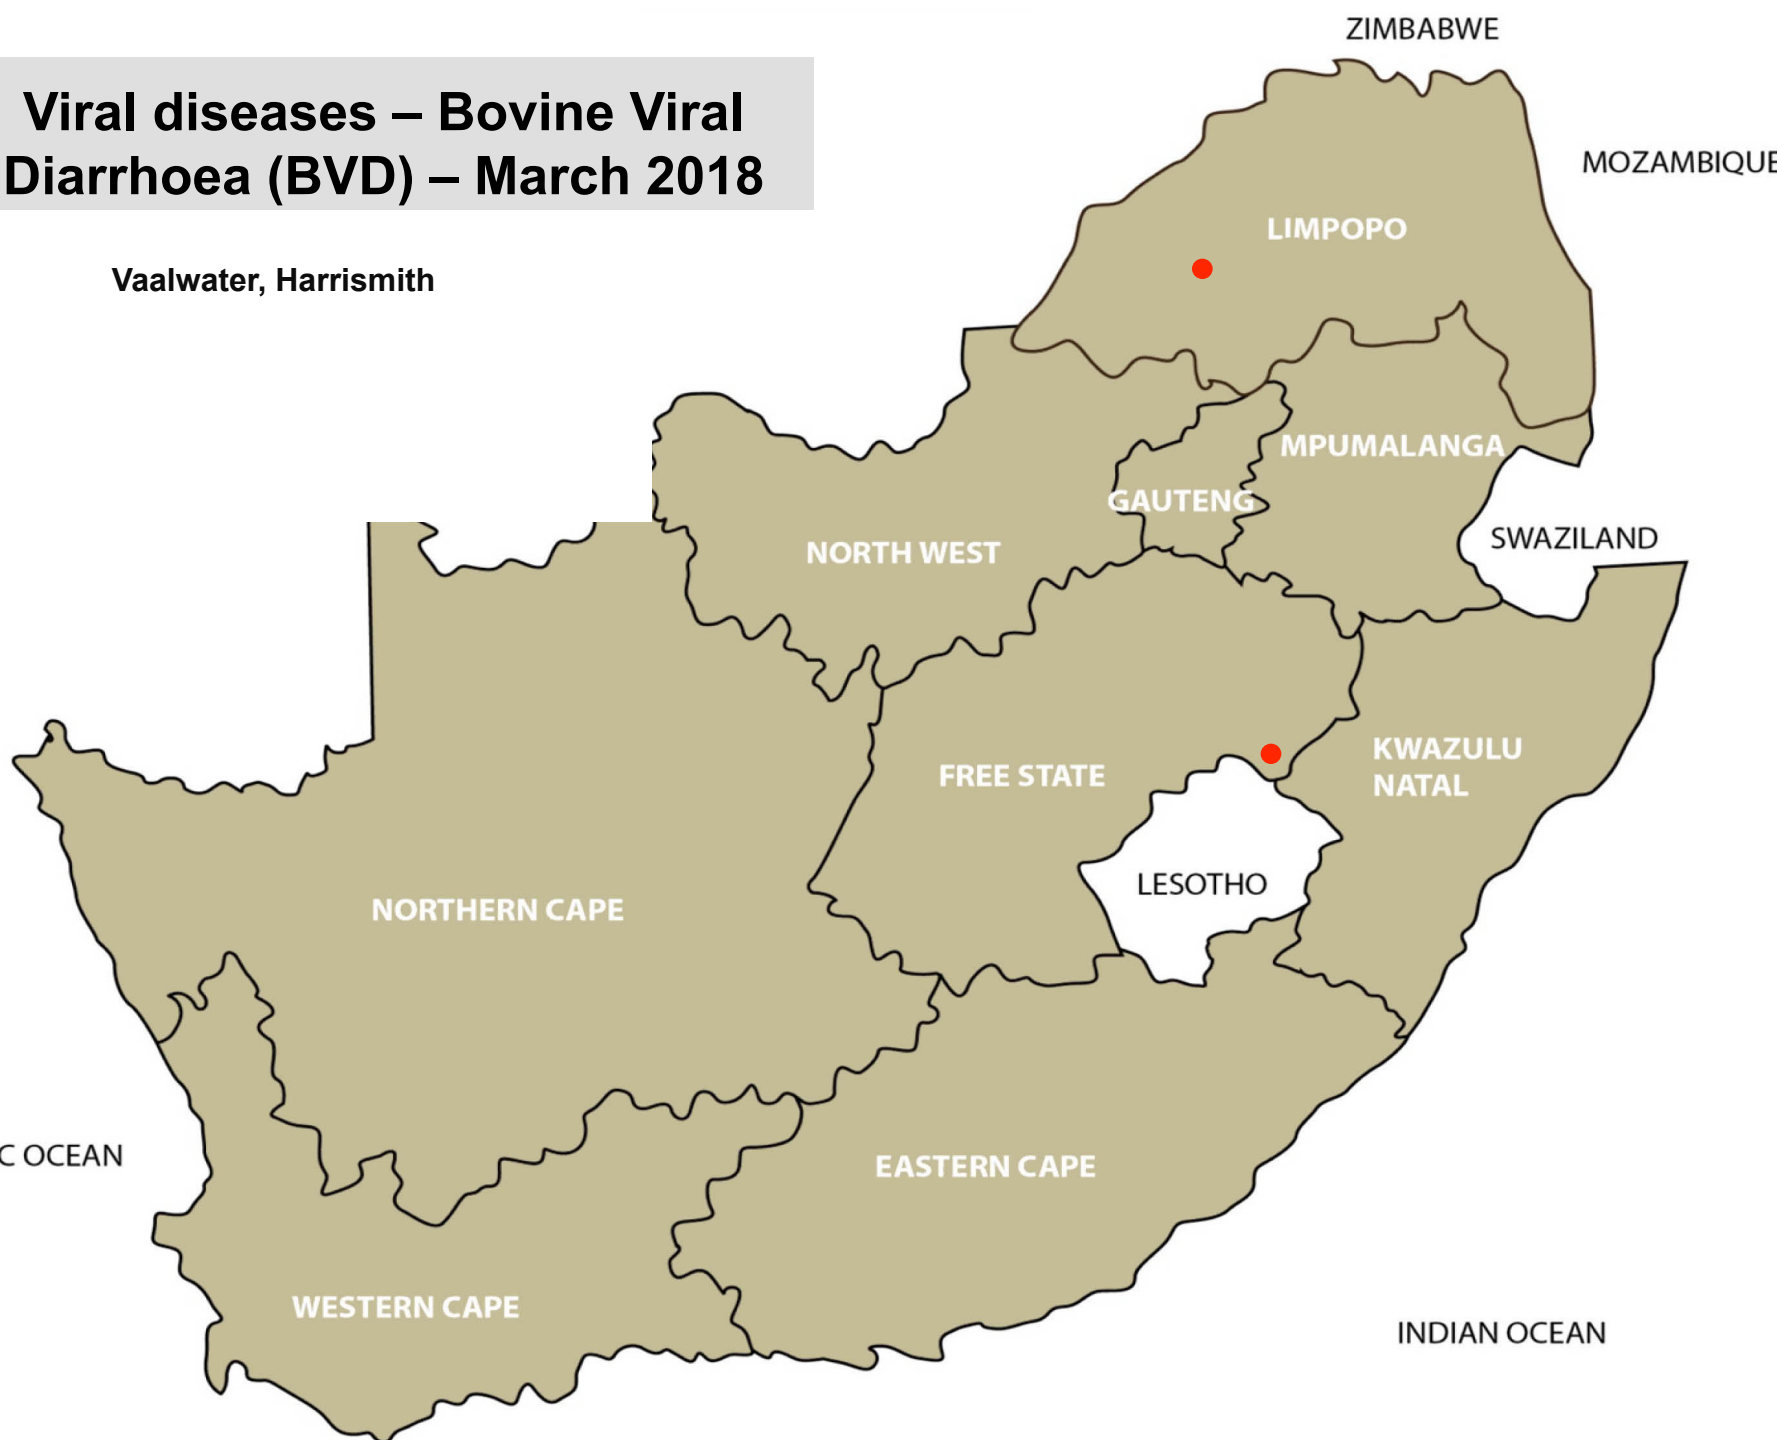 ZIMBABWE
Viral diseases – Bovine Viral
Diarrhoea (BVD) – March 2018
MOZAMBIQUE
LIMPOPO
Vaalwater, Harrismith
MPUMALANGA
GAUTENG
SWAZILAND
NORTH WEST
KWAZULU
NATAL
FREE STATE
LESOTHO
NORTHERN CAPE
C OCEAN
EASTERN CAPE
WESTERN CAPE
INDIAN OCEAN